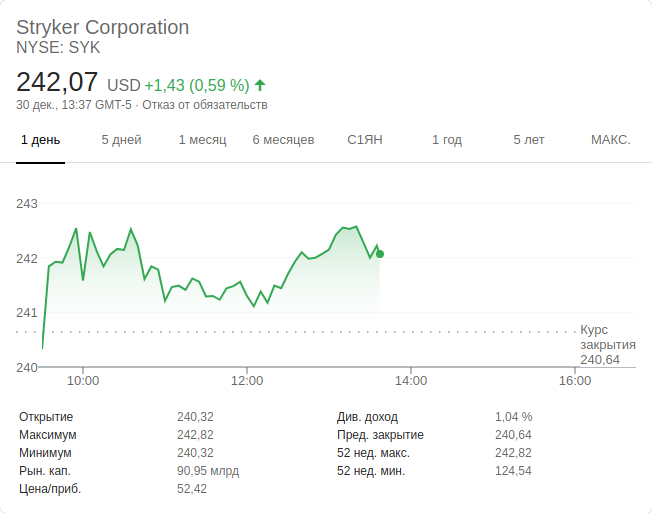 Stryker Corporation
NYSE: SYK
242,07 USD +1,43 (0,59 %)
30 дек., 13:37 GMT-5 · Отказ от обязательств
1 день 5 дней 1 месяц 6 месяцев С1ЯН 1 год 5 лет МАКС.
243
242
241
240
Курс
закрытия
240,64
10:00 12:00 14:00 16:00
Открытие 240,32 Див. доход 1,04 %
Максимум 242,82 Пред. закрытие 240,64
Минимум 240,32 52 нед. макс. 242,82
Рын. кап. 90,95 млрд 52 нед. мин. 124,54
Цена/приб. 52,42